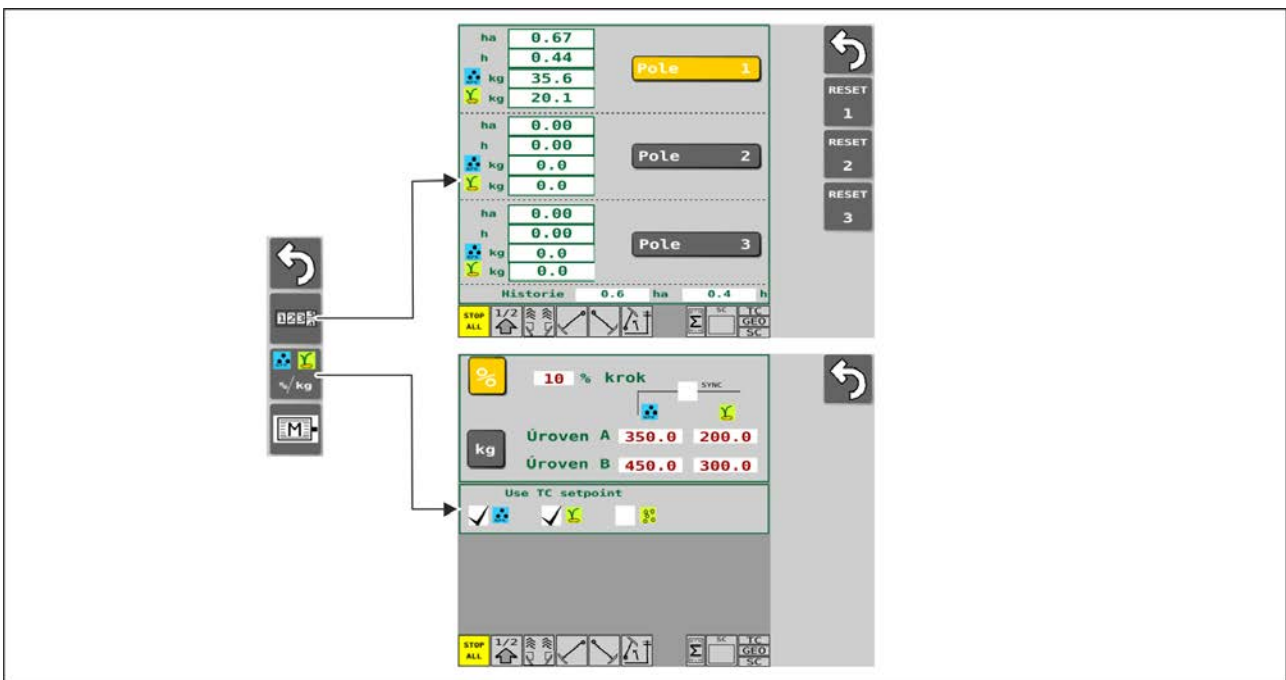 ha 0.67
h 0.44
kg 35.6
kg 20.1
Pole 1
ha 0.00
h 0.00
kg 0.0
kg 0.0
Pole 2
ha 0.00
h 0.00
kg 0.0
kg 0.0
Pole 3
Historie 0.6 ha 0.4 h
STOP ALL 1/2 Σ SC TC GEO SC
RESET 1
RESET 2
RESET 3
%/kg
M
% 10 % krok
SYNC
kg
Úroven A 350.0 200.0
Úroven B 450.0 300.0
Use TC setpoint
STOP ALL 1/2 Σ SC TC GEO SC